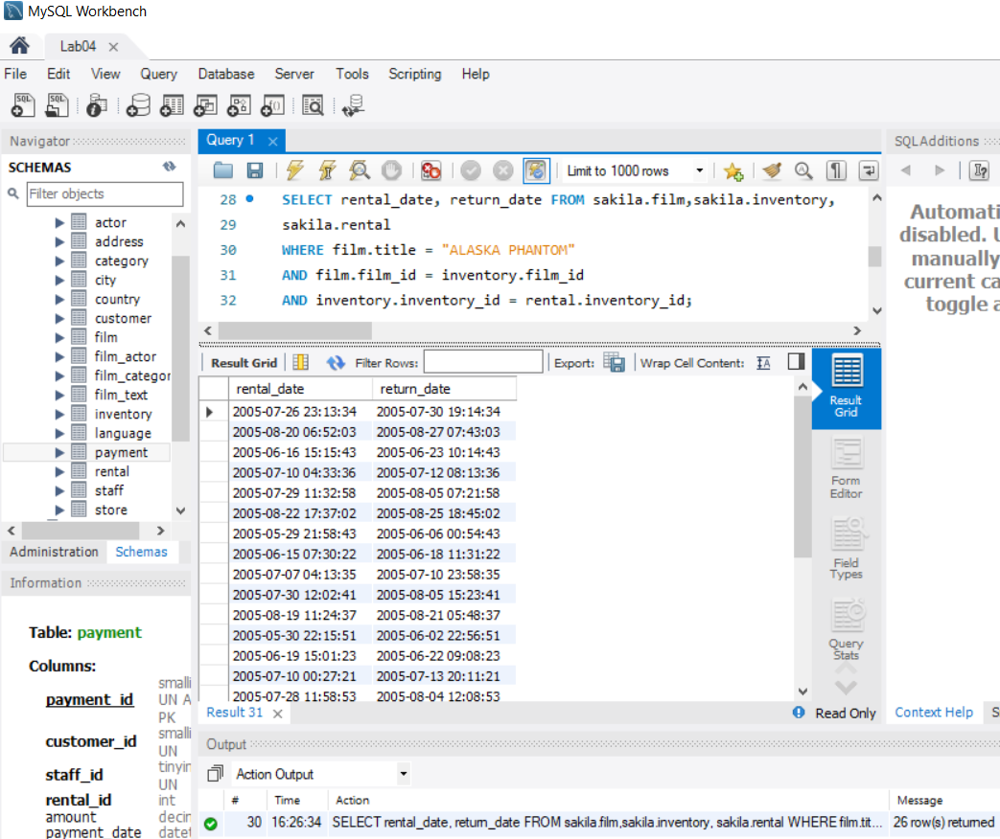 MySQL Workbench
Lab04
File Edit View Query Database Server Tools Scripting Help
Navigator
SCHEMAS
Filter objects
actor
address
category
city
country
customer
film
film_actor
film_categor
film_text
inventory
language
payment
rental
staff
store
Administration Schemas
Information
Table: payment
Columns:
payment_id smalli
UN A
PK
customer_id smalli
UN
staff_id tinyin
UN
rental_id int
amount decin
payment_date datet
Query 1
Limit to 1000 rows
28 SELECT rental_date, return_date FROM sakila.film,sakila.inventory,
29 sakila.rental
30 WHERE film.title = "ALASKA PHANTOM"
31 AND film.film_id = inventory.film_id
32 AND inventory.inventory_id = rental.inventory_id;
Result Grid Filter Rows: Export: Wrap Cell Content:
rental_date return_date
2005-07-26 23:13:34 2005-07-30 19:14:34
2005-08-20 06:52:03 2005-08-27 07:43:03
2005-06-16 15:15:43 2005-06-23 10:14:43
2005-07-10 04:33:36 2005-07-12 08:13:36
2005-07-29 11:32:58 2005-08-05 07:21:58
2005-08-22 17:37:02 2005-08-25 18:45:02
2005-05-29 21:58:43 2005-06-06 00:54:43
2005-06-15 07:30:22 2005-06-18 11:31:22
2005-07-07 04:13:35 2005-07-10 23:58:35
2005-07-30 12:02:41 2005-08-05 15:23:41
2005-08-19 11:24:37 2005-08-21 05:48:37
2005-05-30 22:15:51 2005-06-02 22:56:51
2005-06-19 15:01:23 2005-06-22 09:08:23
2005-07-10 00:27:21 2005-07-13 20:11:21
2005-07-28 11:58:53 2005-08-04 12:08:53
Result
Grid
Form
Editor
Field
Types
Query
Stats
Result 31
Read Only
SQLAdditions
Automati
disabled. U
manually
current ca
toggle a
Context Help S
Output
Action Output
# Time Action Message
30 16:26:34 SELECT rental_date, return_date FROM sakila.film,sakila.inventory, sakila.rental WHERE film.tit... 26 row(s) returned